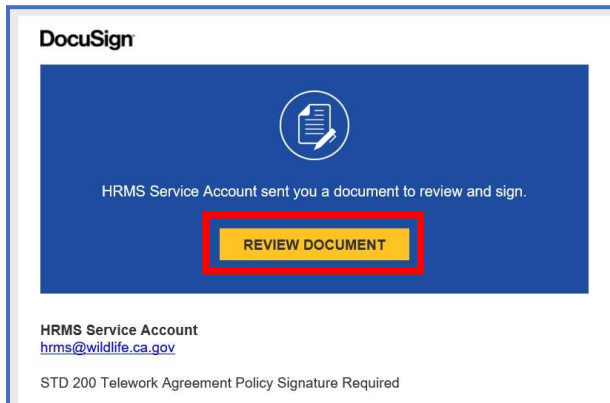 DocuSign
HRMS Service Account sent you a document to review and sign.
REVIEW DOCUMENT
HRMS Service Account
hrms@wildlife.ca.gov
STD 200 Telework Agreement Policy Signature Required